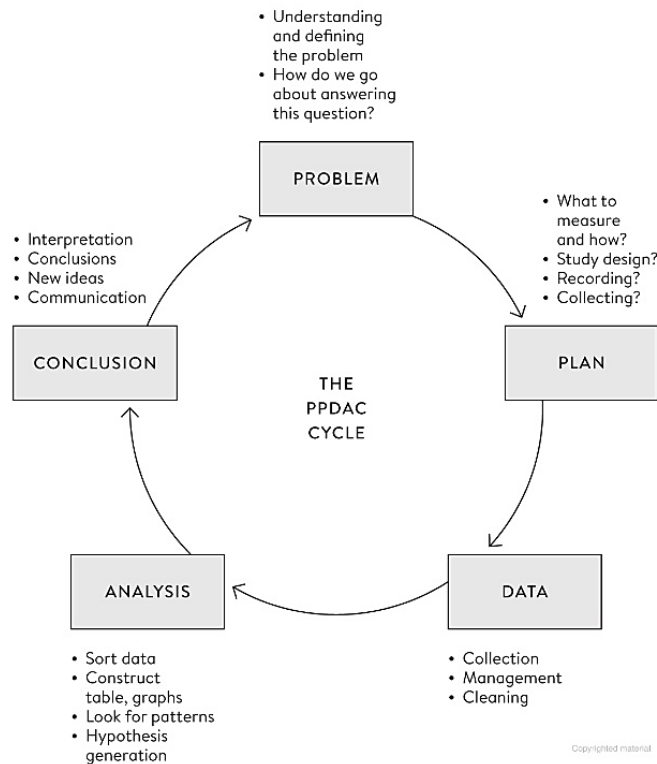 • Understanding
and defining
the problem
• How do we go
about answering
this question?
PROBLEM
• What to
measure
and how?
• Study design?
• Recording?
• Collecting?
PLAN
• Interpretation
• Conclusions
• New ideas
• Communication
CONCLUSION
THE
PPDAC
CYCLE
ANALYSIS
• Sort data
• Construct
table, graphs
• Look for patterns
• Hypothesis
generation
DATA
• Collection
• Management
• Cleaning
Copyrighted material